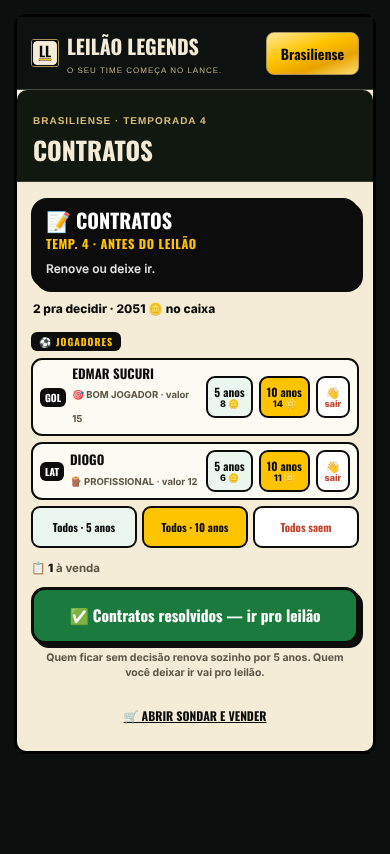 LL
LEILÃO LEGENDS
O SEU TIME COMEÇA NO LANCE.
Brasiliense
BRASILIENSE · TEMPORADA 4
CONTRATOS
📝 CONTRATOS
TEMP. 4 · ANTES DO LEILÃO
Renove ou deixe ir.
2 pra decidir · 2051 🪙 no caixa
⚽ JOGADORES
GOL
EDMAR SUCURI
🎯 BOM JOGADOR · valor
15
5 anos
8 🪙
10 anos
14 🪙
👋
sair
LAT
DIOGO
🪵 PROFISSIONAL · valor 12
5 anos
6 🪙
10 anos
11 🪙
👋
sair
Todos · 5 anos
Todos · 10 anos
Todos saem
📋 1 à venda
✅ Contratos resolvidos — ir pro leilão
Quem ficar sem decisão renova sozinho por 5 anos. Quem
você deixar ir vai pro leilão.
🛒 ABRIR SONDAR E VENDER